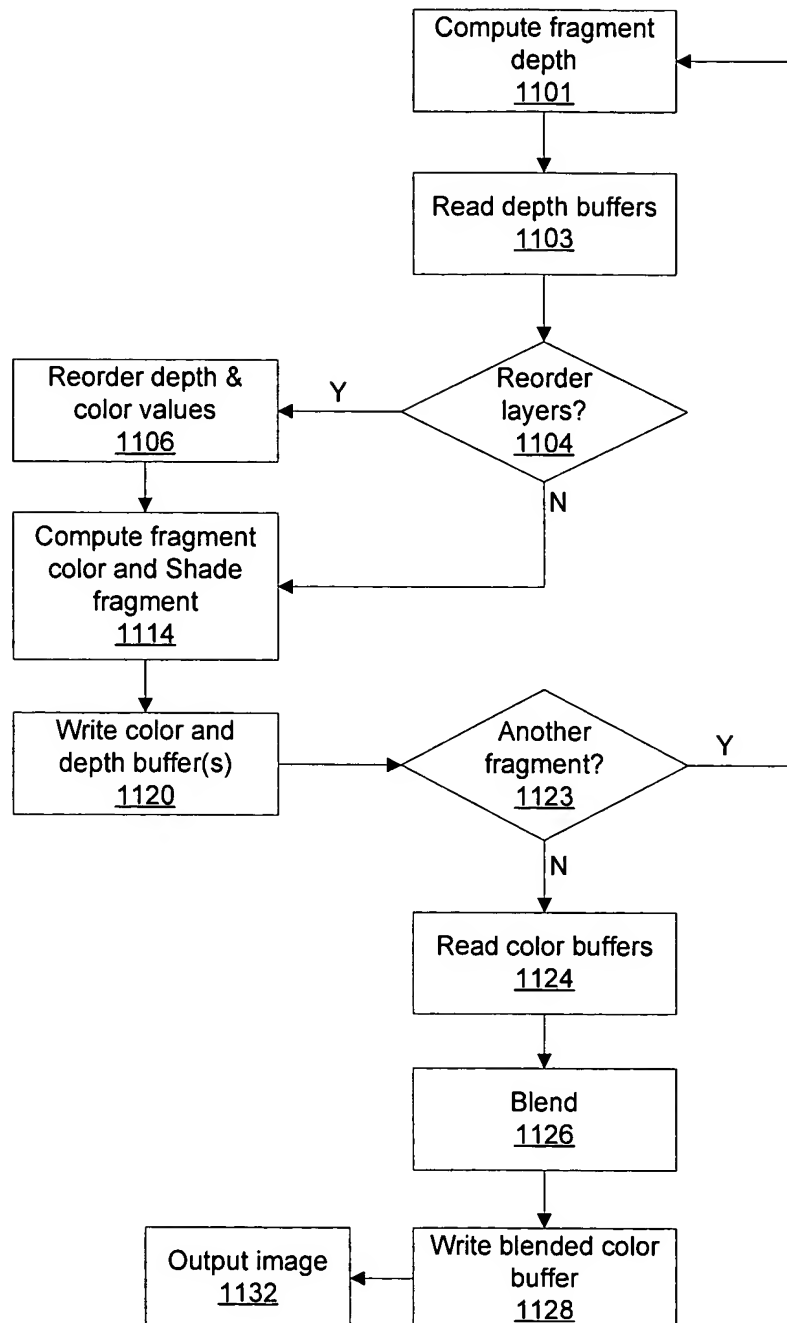 Compute fragment
depth
1101
Read depth buffers
1103
Reorder
layers?
1104
Y
N
Reorder depth &
color values
1106
Compute fragment
color and Shade
fragment
1114
Write color and
depth buffer(s)
1120
Another
fragment?
1123
Y
N
Read color buffers
1124
Blend
1126
Write blended color
buffer
1128
Output image
1132